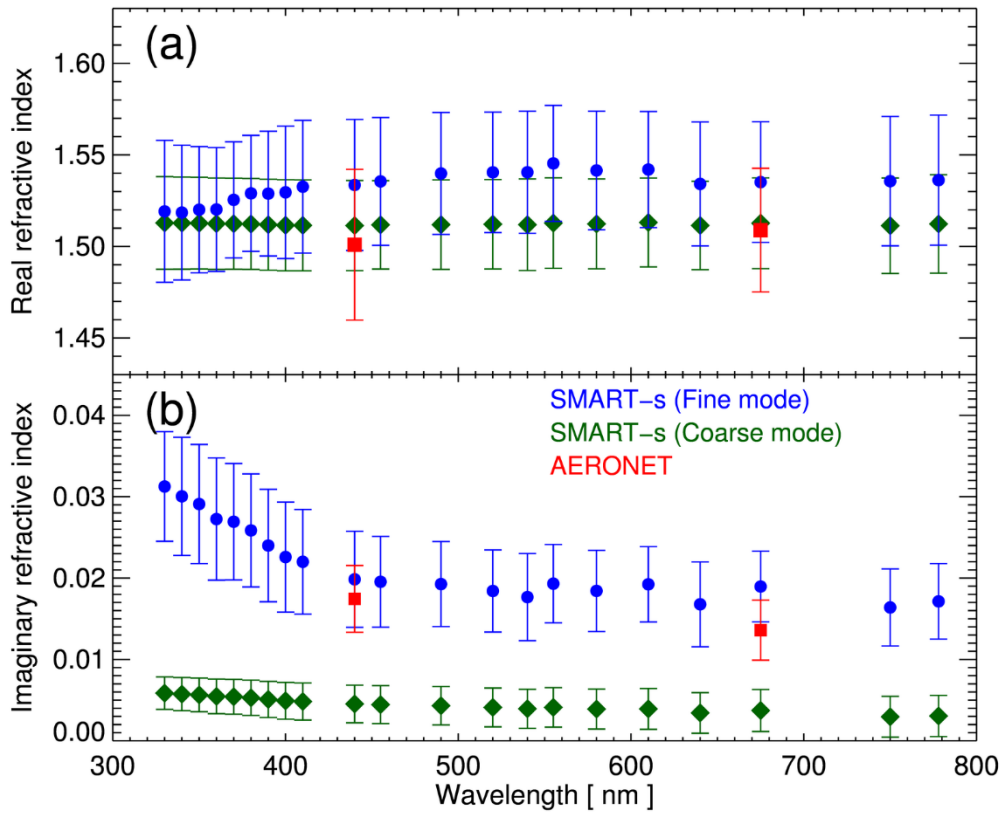 (a)
Real refractive index
1.60
1.55
1.50
1.45
(b)
SMART-s (Fine mode)
SMART-s (Coarse mode)
AERONET
Imaginary refractive index
0.04
0.03
0.02
0.01
0.00
300 400 500 600 700 800
Wavelength [ nm ]